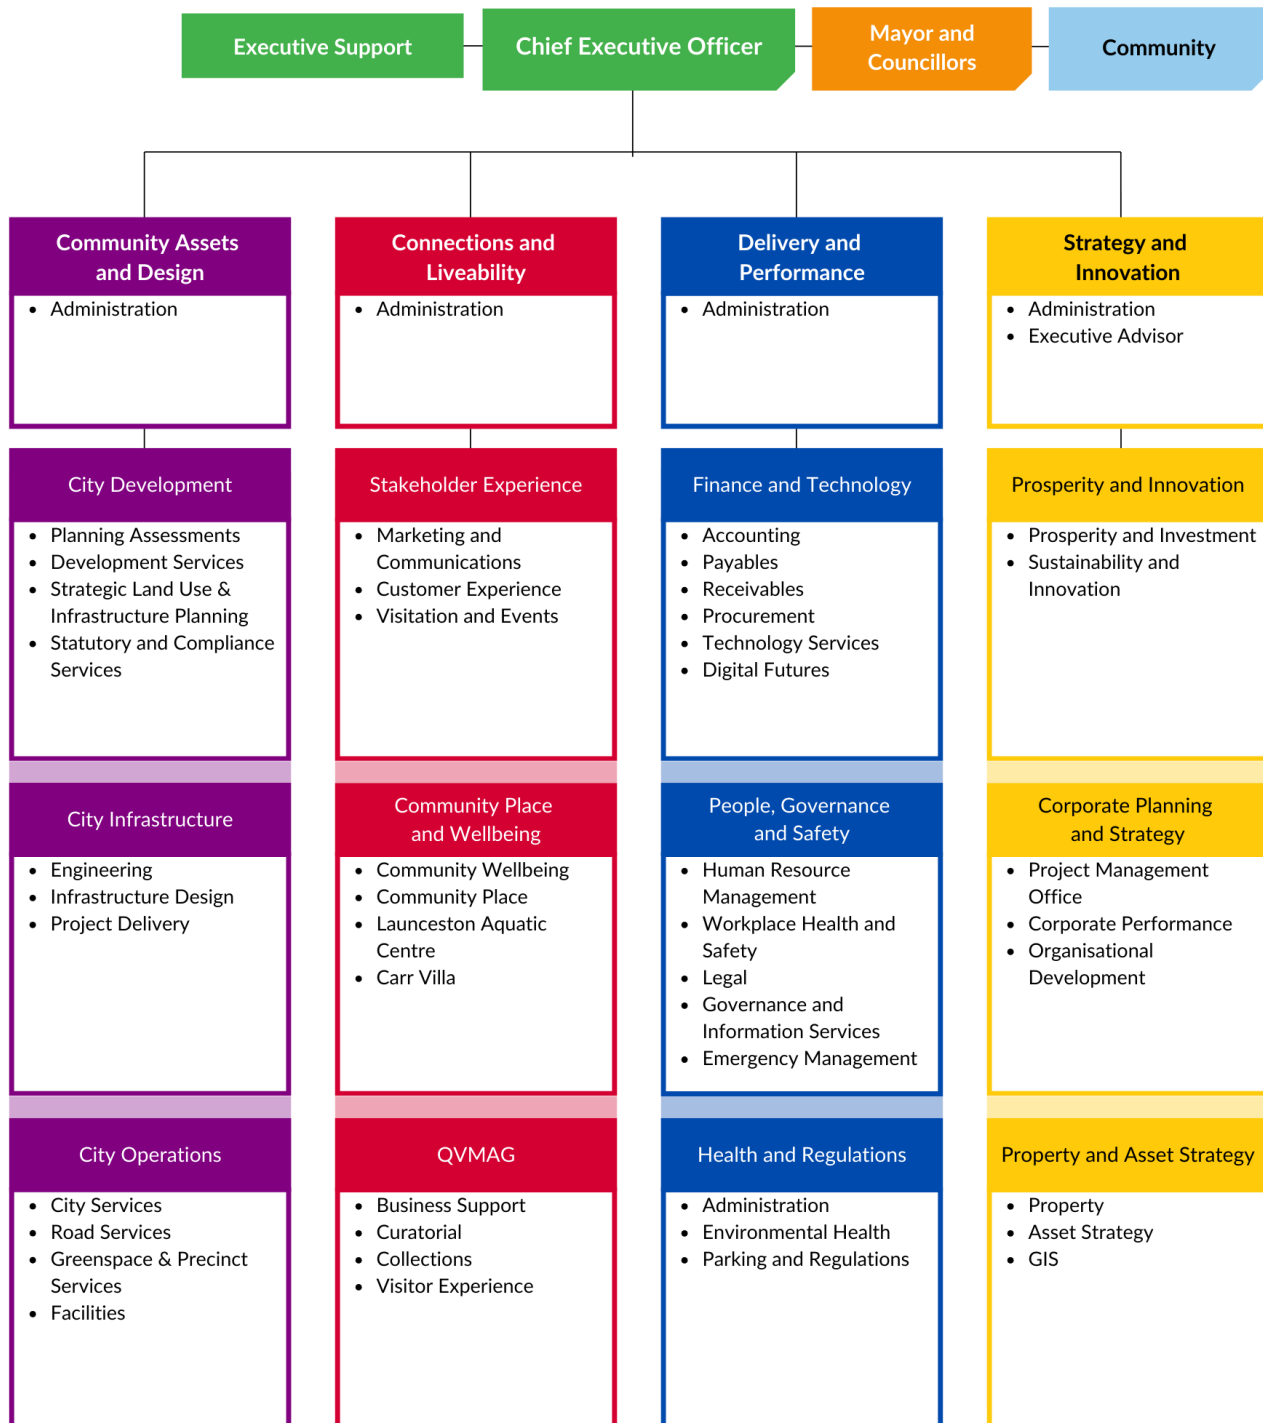 Executive Support
Chief Executive Officer
Mayor and
Councillors
Community
Community Assets
and Design
• Administration
Connections and
Liveability
• Administration
Delivery and
Performance
• Administration
Strategy and
Innovation
• Administration
• Executive Advisor
City Development
• Planning Assessments
• Development Services
• Strategic Land Use &
Infrastructure Planning
• Statutory and Compliance
Services
Stakeholder Experience
• Marketing and
Communications
• Customer Experience
• Visitation and Events
Finance and Technology
• Accounting
• Payables
• Receivables
• Procurement
• Technology Services
• Digital Futures
Prosperity and Innovation
• Prosperity and Investment
• Sustainability and
Innovation
City Infrastructure
• Engineering
• Infrastructure Design
• Project Delivery
Community Place
and Wellbeing
• Community Wellbeing
• Community Place
• Launceston Aquatic
Centre
• Carr Villa
People, Governance
and Safety
• Human Resource
Management
• Workplace Health and
Safety
• Legal
• Governance and
Information Services
• Emergency Management
Corporate Planning
and Strategy
• Project Management
Office
• Corporate Performance
• Organisational
Development
City Operations
• City Services
• Road Services
• Greenspace & Precinct
Services
• Facilities
QVMAG
• Business Support
• Curatorial
• Collections
• Visitor Experience
Health and Regulations
• Administration
• Environmental Health
• Parking and Regulations
Property and Asset Strategy
• Property
• Asset Strategy
• GIS